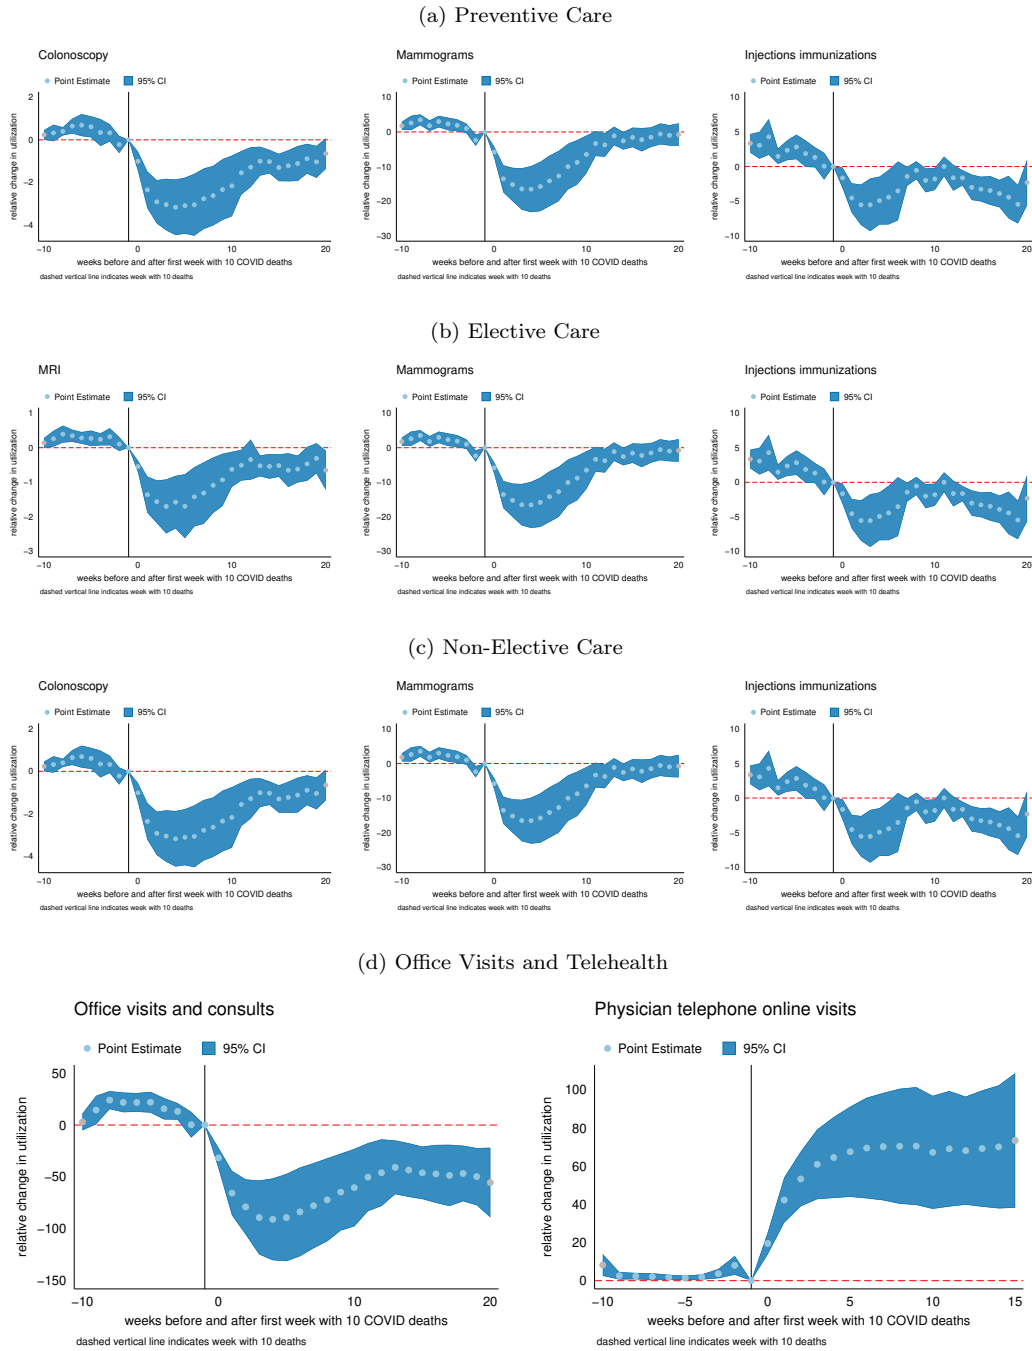 (a) Preventive Care
Colonoscopy
Point Estimate 95% CI
relative change in utilization
2
0
−2
−4
−10 0 10 20
weeks before and after first week with 10 COVID deaths
dashed vertical line indicates week with 10 deaths
Mammograms
Point Estimate 95% CI
relative change in utilization
10
0
−10
−20
−30
−10 0 10 20
weeks before and after first week with 10 COVID deaths
dashed vertical line indicates week with 10 deaths
Injections immunizations
Point Estimate 95% CI
relative change in utilization
10
5
0
−5
−10
−10 0 10 20
weeks before and after first week with 10 COVID deaths
dashed vertical line indicates week with 10 deaths
(b) Elective Care
MRI
Point Estimate 95% CI
relative change in utilization
1
0
−1
−2
−3
−10 0 10 20
weeks before and after first week with 10 COVID deaths
dashed vertical line indicates week with 10 deaths
Mammograms
Point Estimate 95% CI
relative change in utilization
10
0
−10
−20
−30
−10 0 10 20
weeks before and after first week with 10 COVID deaths
dashed vertical line indicates week with 10 deaths
Injections immunizations
Point Estimate 95% CI
relative change in utilization
10
5
0
−5
−10
−10 0 10 20
weeks before and after first week with 10 COVID deaths
dashed vertical line indicates week with 10 deaths
(c) Non-Elective Care
Colonoscopy
Point Estimate 95% CI
relative change in utilization
2
0
−2
−4
−10 0 10 20
weeks before and after first week with 10 COVID deaths
dashed vertical line indicates week with 10 deaths
Mammograms
Point Estimate 95% CI
relative change in utilization
10
0
−10
−20
−30
−10 0 10 20
weeks before and after first week with 10 COVID deaths
dashed vertical line indicates week with 10 deaths
Injections immunizations
Point Estimate 95% CI
relative change in utilization
10
5
0
−5
−10
−10 0 10 20
weeks before and after first week with 10 COVID deaths
dashed vertical line indicates week with 10 deaths
(d) Office Visits and Telehealth
Office visits and consults
Point Estimate 95% CI
relative change in utilization
50
0
−50
−100
−150
−10 0 10 20
weeks before and after first week with 10 COVID deaths
dashed vertical line indicates week with 10 deaths
Physician telephone online visits
Point Estimate 95% CI
relative change in utilization
100
80
60
40
20
0
−10 −5 0 5 10 15
weeks before and after first week with 10 COVID deaths
dashed vertical line indicates week with 10 deaths